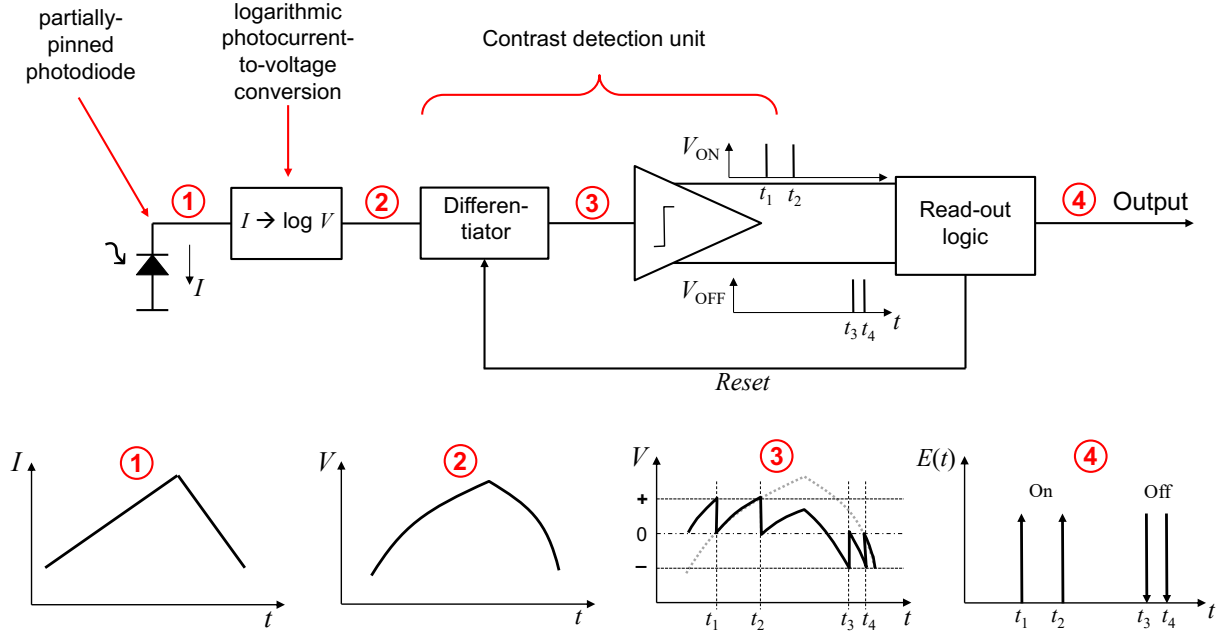 partially-
pinned
photodiode
logarithmic
photocurrent-
to-voltage
conversion
Contrast detection unit
1
I → log V
2
Differen-
tiator
3
V_ON
t_1 t_2
Read-out
logic
4 Output
I
V_OFF
t
t_3 t_4
Reset
I
1
t
V
2
t
V
3
+
0
−
t_1 t_2 t_3 t_4 t
E(t)
4
On Off
t_1 t_2 t_3 t_4 t